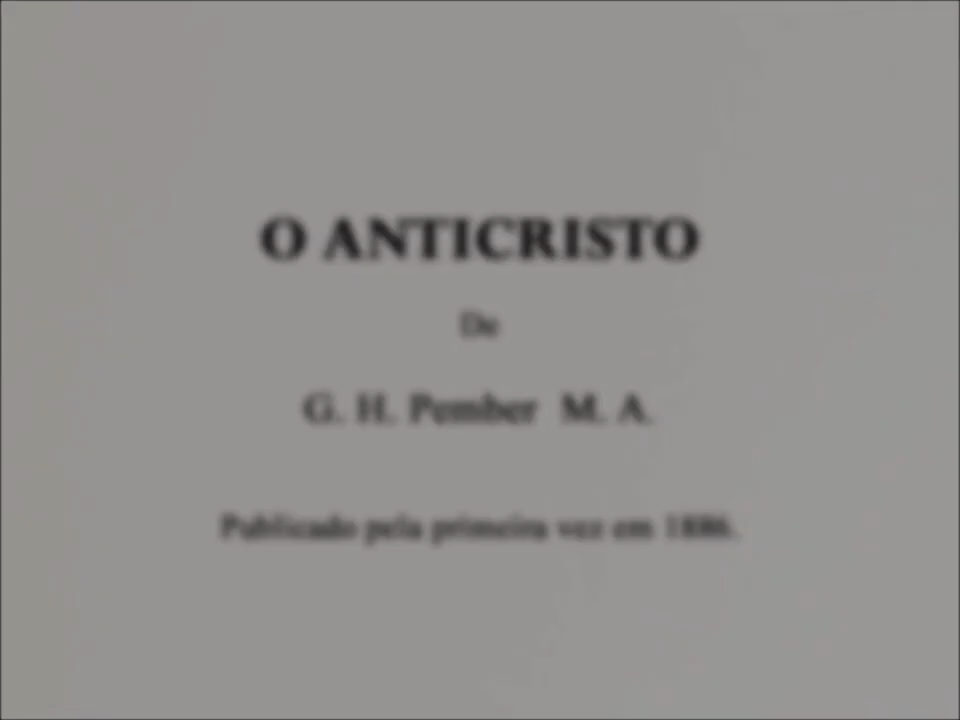 O ANTICRISTO
De
G. H. Pember M. A.
Publicado pela primeira vez em 1886.